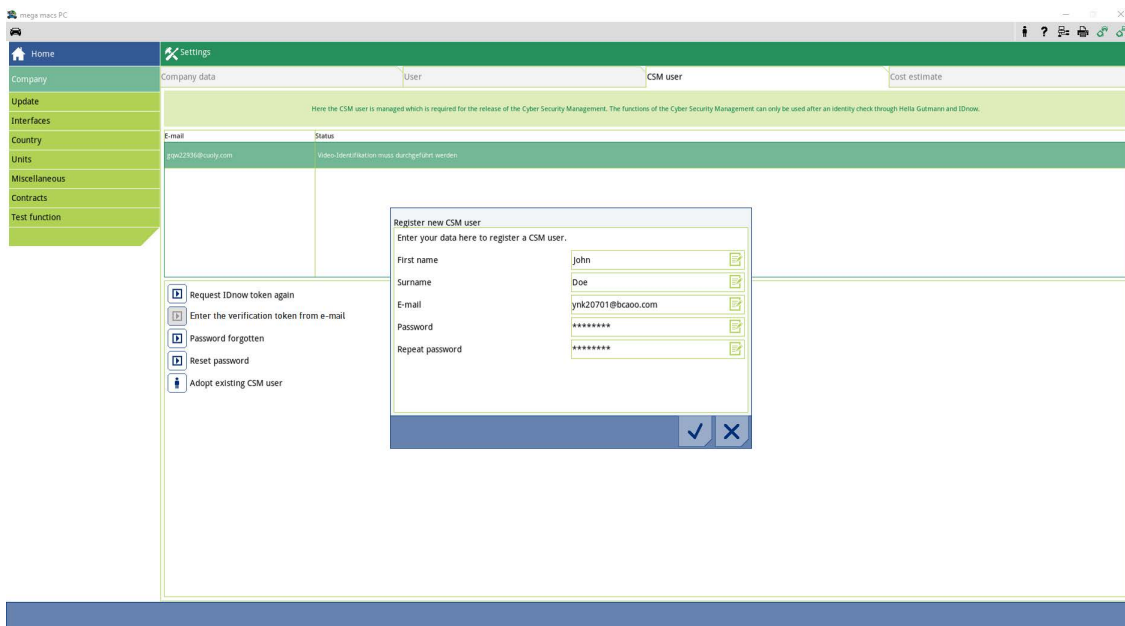 mega macs PC
Home
Settings
Company
Company data
User
CSM user
Cost estimate
Update
Interfaces
Country
Units
Miscellaneous
Contracts
Test function
Here the CSM user is managed which is required for the release of the Cyber Security Management. The functions of the Cyber Security Management can only be used after an identity check through Hella Gutmann and IDnow.
E-mail
Status
Video-Identifikation muss durchgeführt werden
Register new CSM user
Enter your data here to register a CSM user.
First name
John
Surname
Doe
E-mail
ynk20701@bcaoo.com
Password
********
Repeat password
********
Request IDnow token again
Enter the verification token from e-mail
Password forgotten
Reset password
Adopt existing CSM user